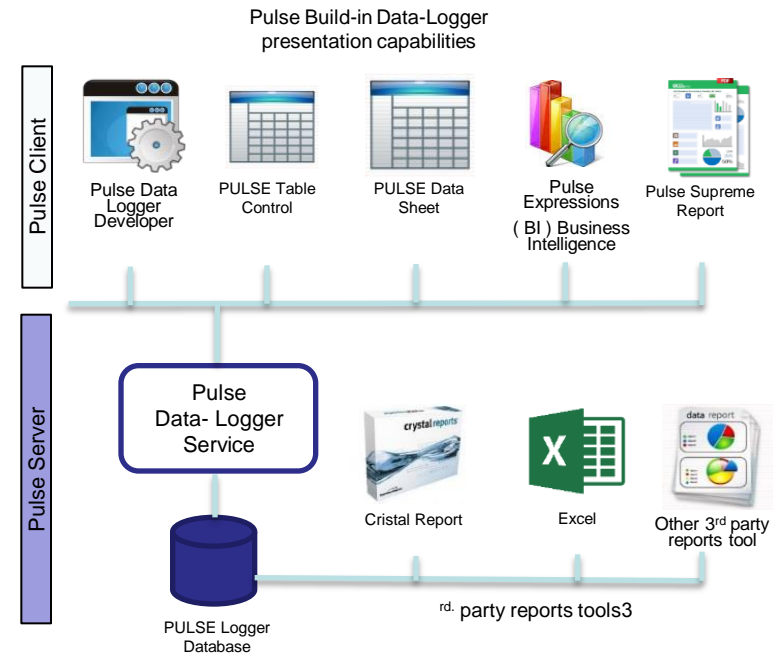 Pulse Build-in Data-Logger
presentation capabilities
Pulse Client
Pulse Data
Logger
Developer
PULSE Table
Control
PULSE Data
Sheet
Pulse
Expressions
( BI ) Business
Intelligence
PDF
Pulse Supreme
Report
Pulse Server
Pulse
Data- Logger
Service
crystal reports
Cristal Report
X
Excel
data report
Other 3rd party
reports tool
rd. party reports tools3
PULSE Logger
Database